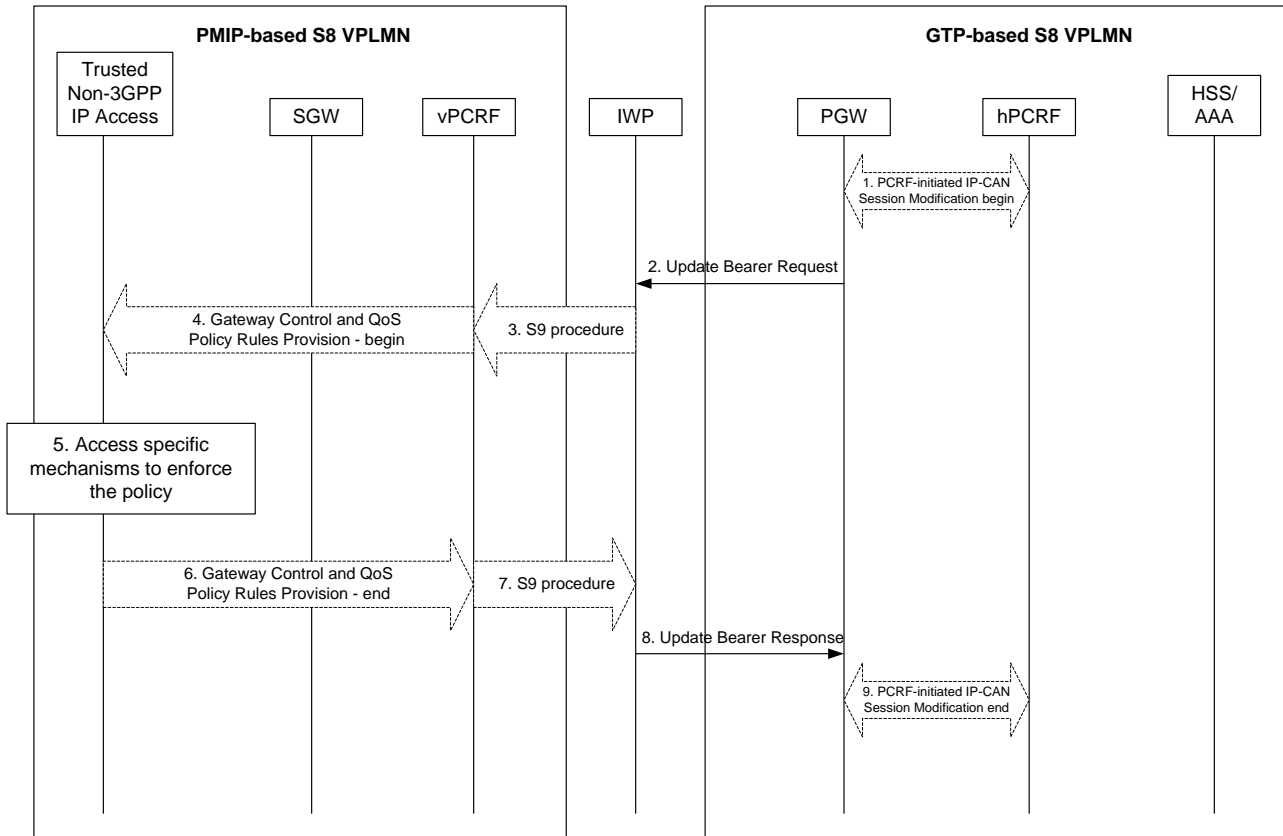 PMIP-based S8 VPLMN
GTP-based S8 VPLMN
Trusted
Non-3GPP
IP Access
SGW
vPCRF
IWP
PGW
hPCRF
HSS/
AAA
1. PCRF-initiated IP-CAN
Session Modification begin
2. Update Bearer Request
3. S9 procedure
4. Gateway Control and QoS
Policy Rules Provision - begin
5. Access specific
mechanisms to enforce
the policy
6. Gateway Control and QoS
Policy Rules Provision - end
7. S9 procedure
8. Update Bearer Response
9. PCRF-initiated IP-CAN
Session Modification end